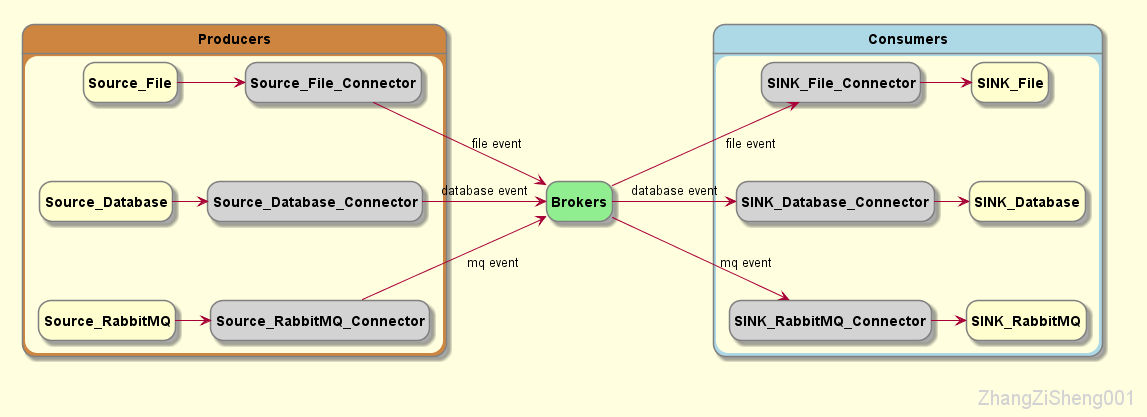 Producers
Consumers
Source_File
Source_File_Connector
SINK_File_Connector
SINK_File
file event
file event
Source_Database
Source_Database_Connector
database event
Brokers
database event
SINK_Database_Connector
SINK_Database
mq event
mq event
Source_RabbitMQ
Source_RabbitMQ_Connector
SINK_RabbitMQ_Connector
SINK_RabbitMQ
ZhangZiSheng001